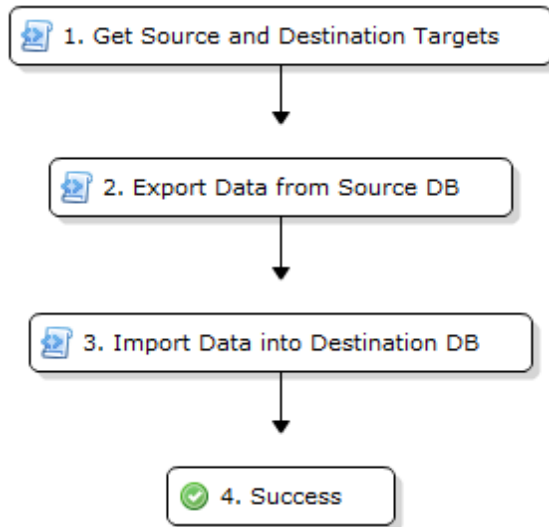 1. Get Source and Destination Targets
2. Export Data from Source DB
3. Import Data into Destination DB
4. Success